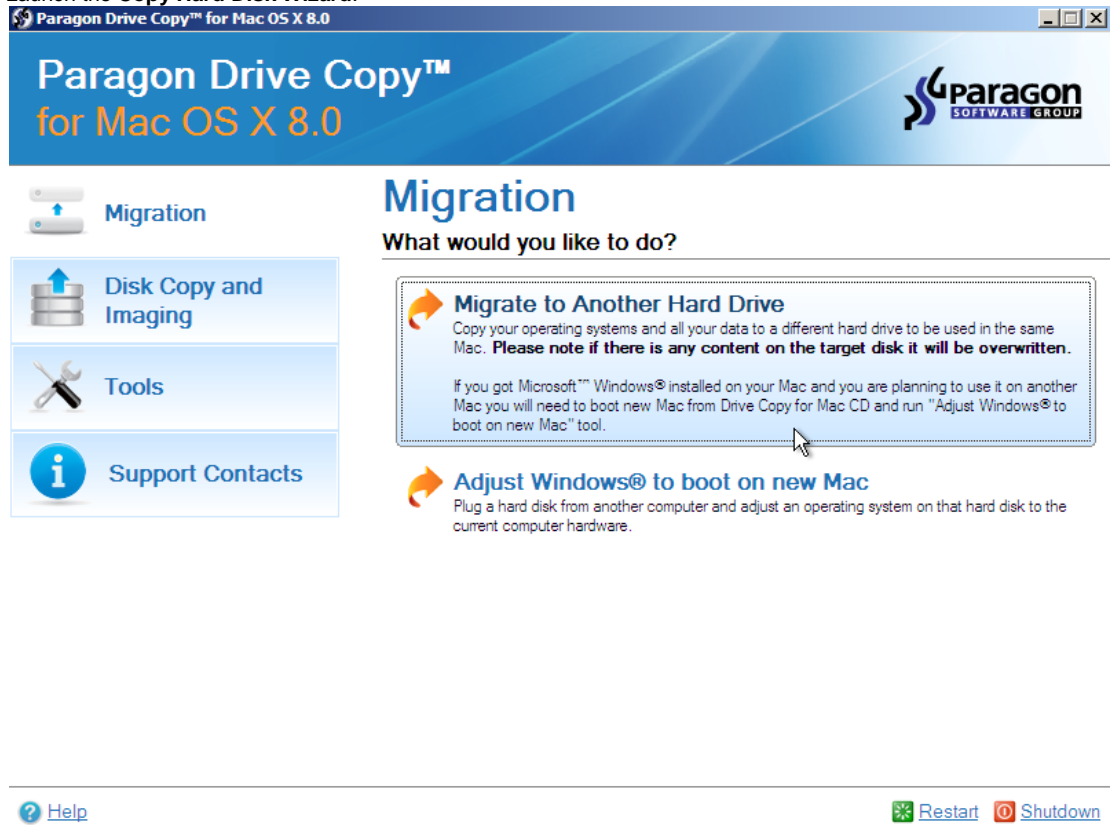 Launch the Copy Hard Disk Wizard.
Paragon Drive Copy™ for Mac OS X 8.0
Paragon Drive Copy™
for Mac OS X 8.0
Paragon
SOFTWARE GROUP
Migration
Disk Copy and
Imaging
Tools
Support Contacts
Migration
What would you like to do?
Migrate to Another Hard Drive
Copy your operating systems and all your data to a different hard drive to be used in the same
Mac. Please note if there is any content on the target disk it will be overwritten.
If you got Microsoft™ Windows® installed on your Mac and you are planning to use it on another
Mac you will need to boot new Mac from Drive Copy for Mac CD and run "Adjust Windows® to
boot on new Mac" tool.
Adjust Windows® to boot on new Mac
Plug a hard disk from another computer and adjust an operating system on that hard disk to the
current computer hardware.
Help
Restart
Shutdown